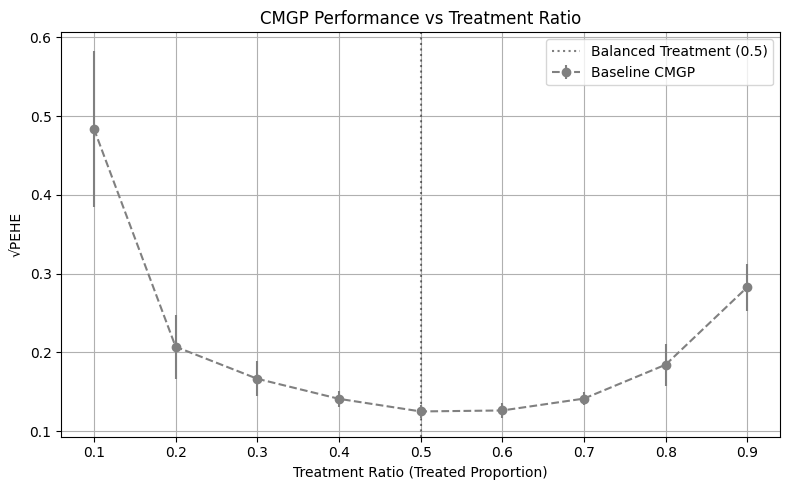 CMGP Performance vs Treatment Ratio
Balanced Treatment (0.5)
Baseline CMGP
√PEHE
0.6
0.5
0.4
0.3
0.2
0.1
0.1 0.2 0.3 0.4 0.5 0.6 0.7 0.8 0.9
Treatment Ratio (Treated Proportion)